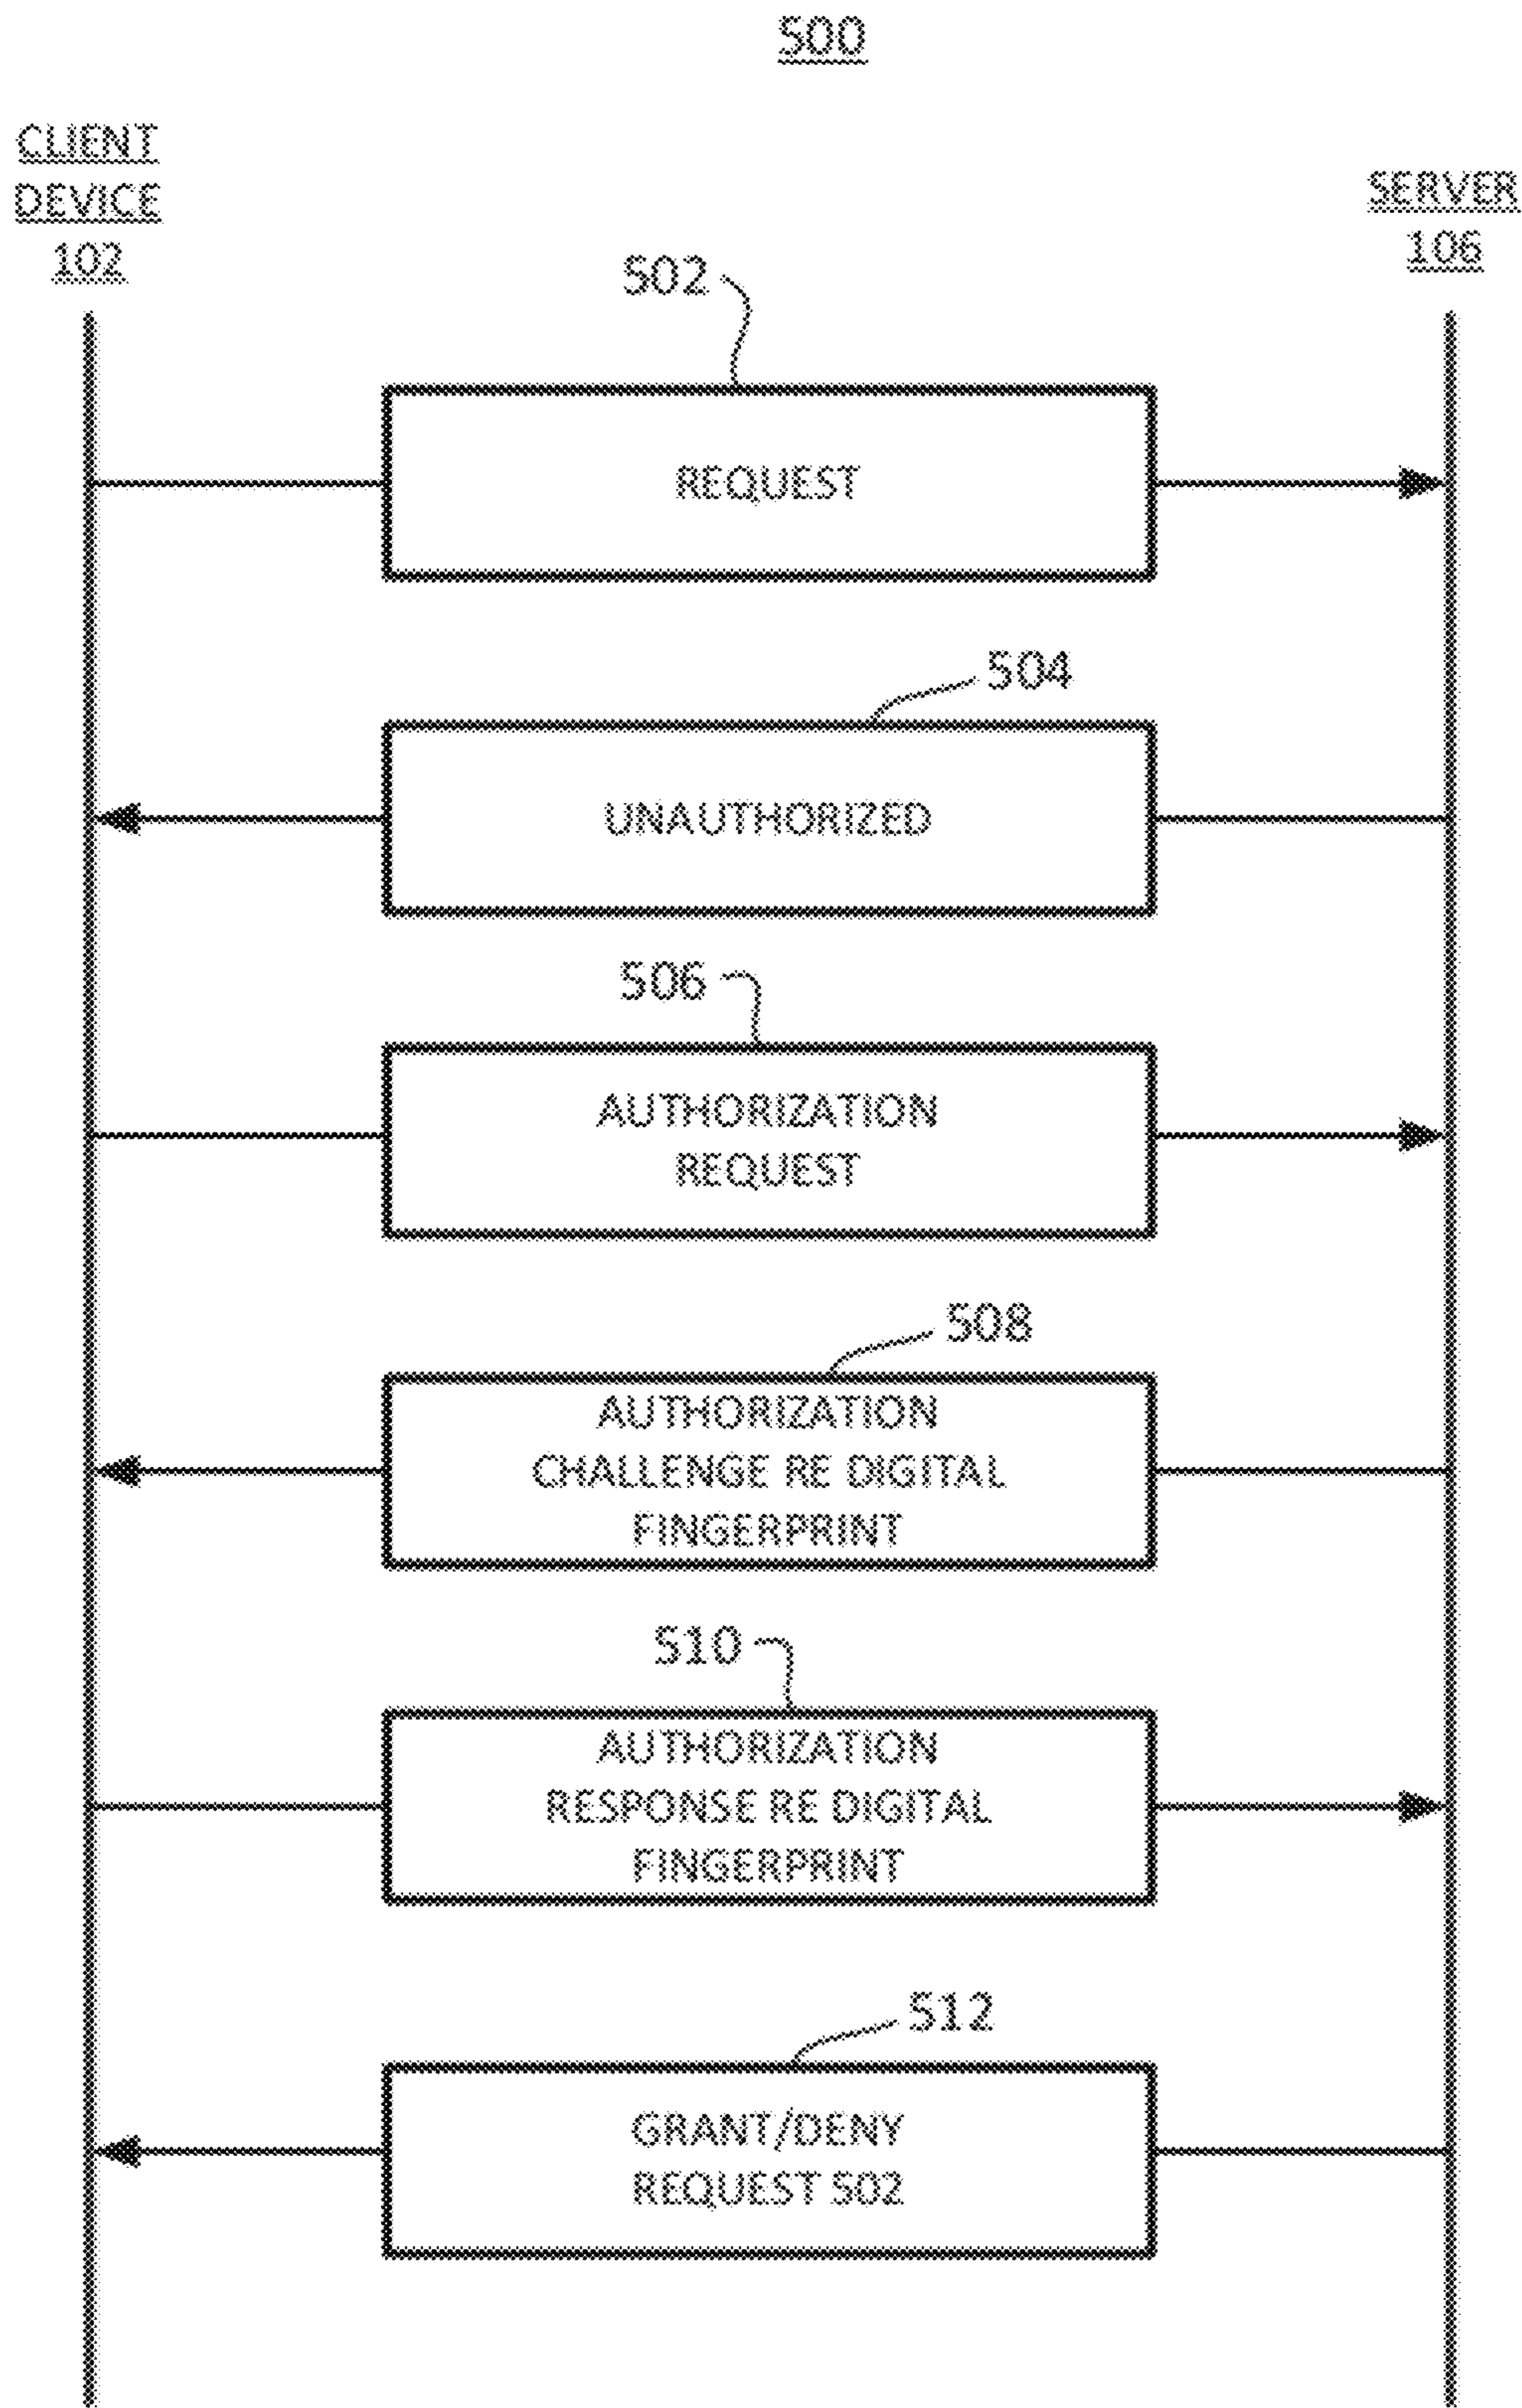 500
CLIENT
DEVICE
102
SERVER
106
502
REQUEST
504
UNAUTHORIZED
506
AUTHORIZATION
REQUEST
508
AUTHORIZATION
CHALLENGE RE DIGITAL
FINGERPRINT
510
AUTHORIZATION
RESPONSE RE DIGITAL
FINGERPRINT
512
GRANT/DENY
REQUEST 502